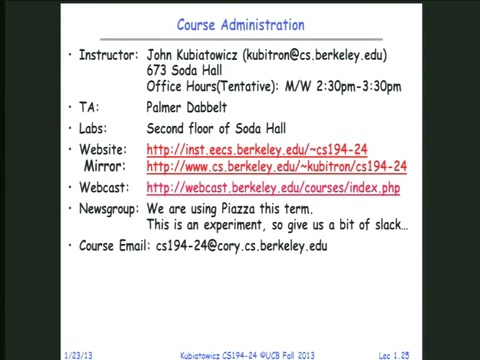 Course Administration
• Instructor: John Kubiatowicz (kubitron@cs.berkeley.edu)
673 Soda Hall
Office Hours(Tentative): M/W 2:30pm-3:30pm
• TA: Palmer Dabbelt
• Labs: Second floor of Soda Hall
• Website: http://inst.eecs.berkeley.edu/~cs194-24
Mirror: http://www.cs.berkeley.edu/~kubitron/cs194-24
• Webcast: http://webcast.berkeley.edu/courses/index.php
• Newsgroup: We are using Piazza this term.
This is an experiment, so give us a bit of slack…
• Course Email: cs194-24@cory.cs.berkeley.edu
1/23/13 Kubiatowicz CS194-24 ©UCB Fall 2013 Lec 1.25